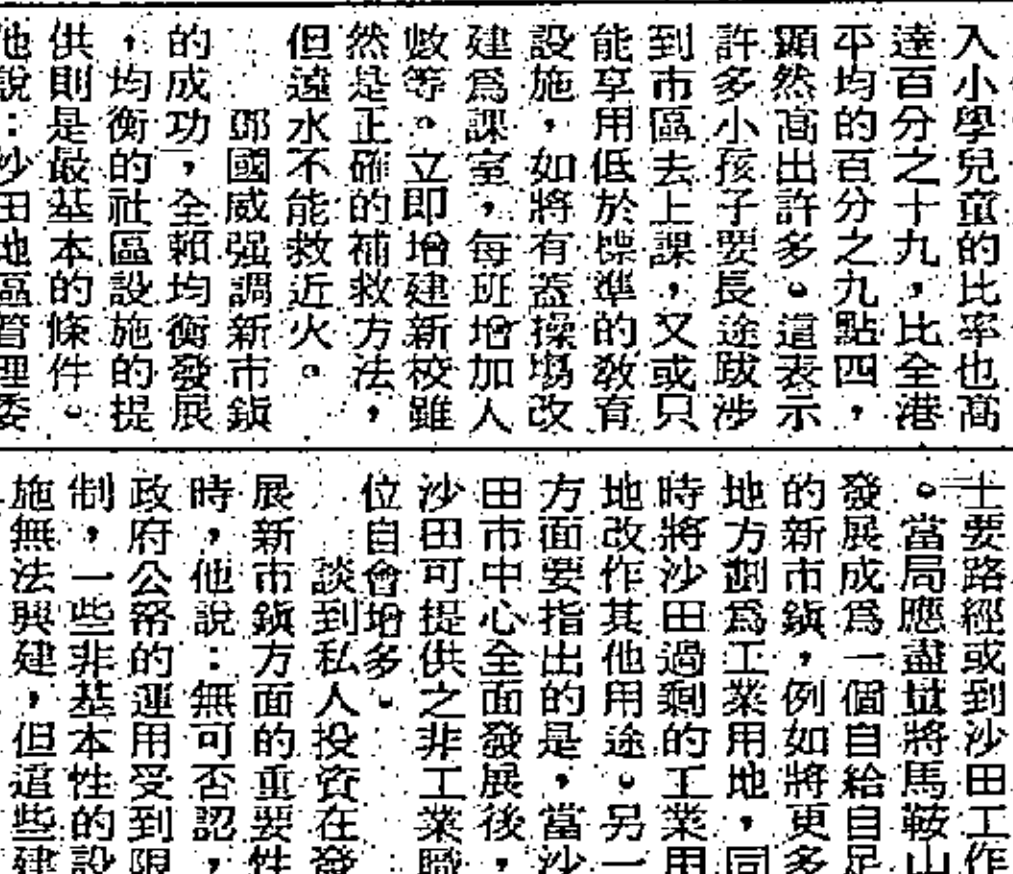 入小學兒童的比率也高
達百分之十九，比全港
平均的百分之九點四，
顯然高出許多。這表示
許多小孩子要長途跋涉
到市區去上課，又或只
能享用低於標準的教育
設施，如將有蓋操場改
建爲課室，每班增加人
數等。立即增建新校雖
然是正確的補救方法，
但遠水不能救近火。
鄧國威强調新市鎭
的成功，全賴均衡發展
，均衡的社區設施的提
供則是最基本的條件。
他說：沙田地區管理委
士要路經或到沙田工作
。當局應盡量將馬鞍山
發展成爲一個自給自足
的新市鎭，例如將更多
地方劃爲工業用地，同
時將沙田過剩的工業用
地改作其他用途。另一
方面要指出的是，當沙
田市中心全面發展後，
沙田可提供之非工業職
位自會增多。
談到私人投資在發
展新市鎭方面的重要性
時，他說：無可否認，
政府公帑的運用受到限
制，一些非基本性的設
施無法興建，但這些建